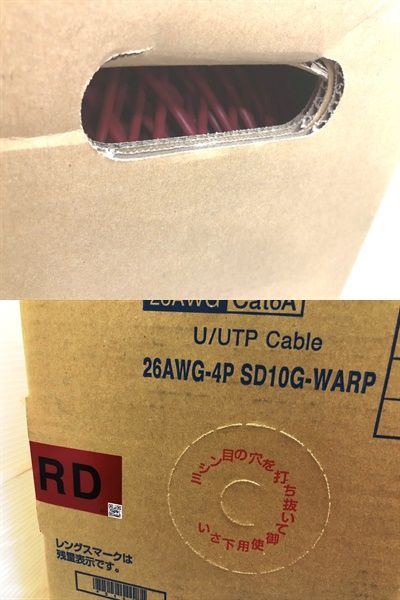 26AWG Cat6A
U/UTP Cable
26AWG-4P SD10G-WARP
ミシン目の穴を打ち抜いて御使用下さい
RD
レングスマークは
残量表示です。